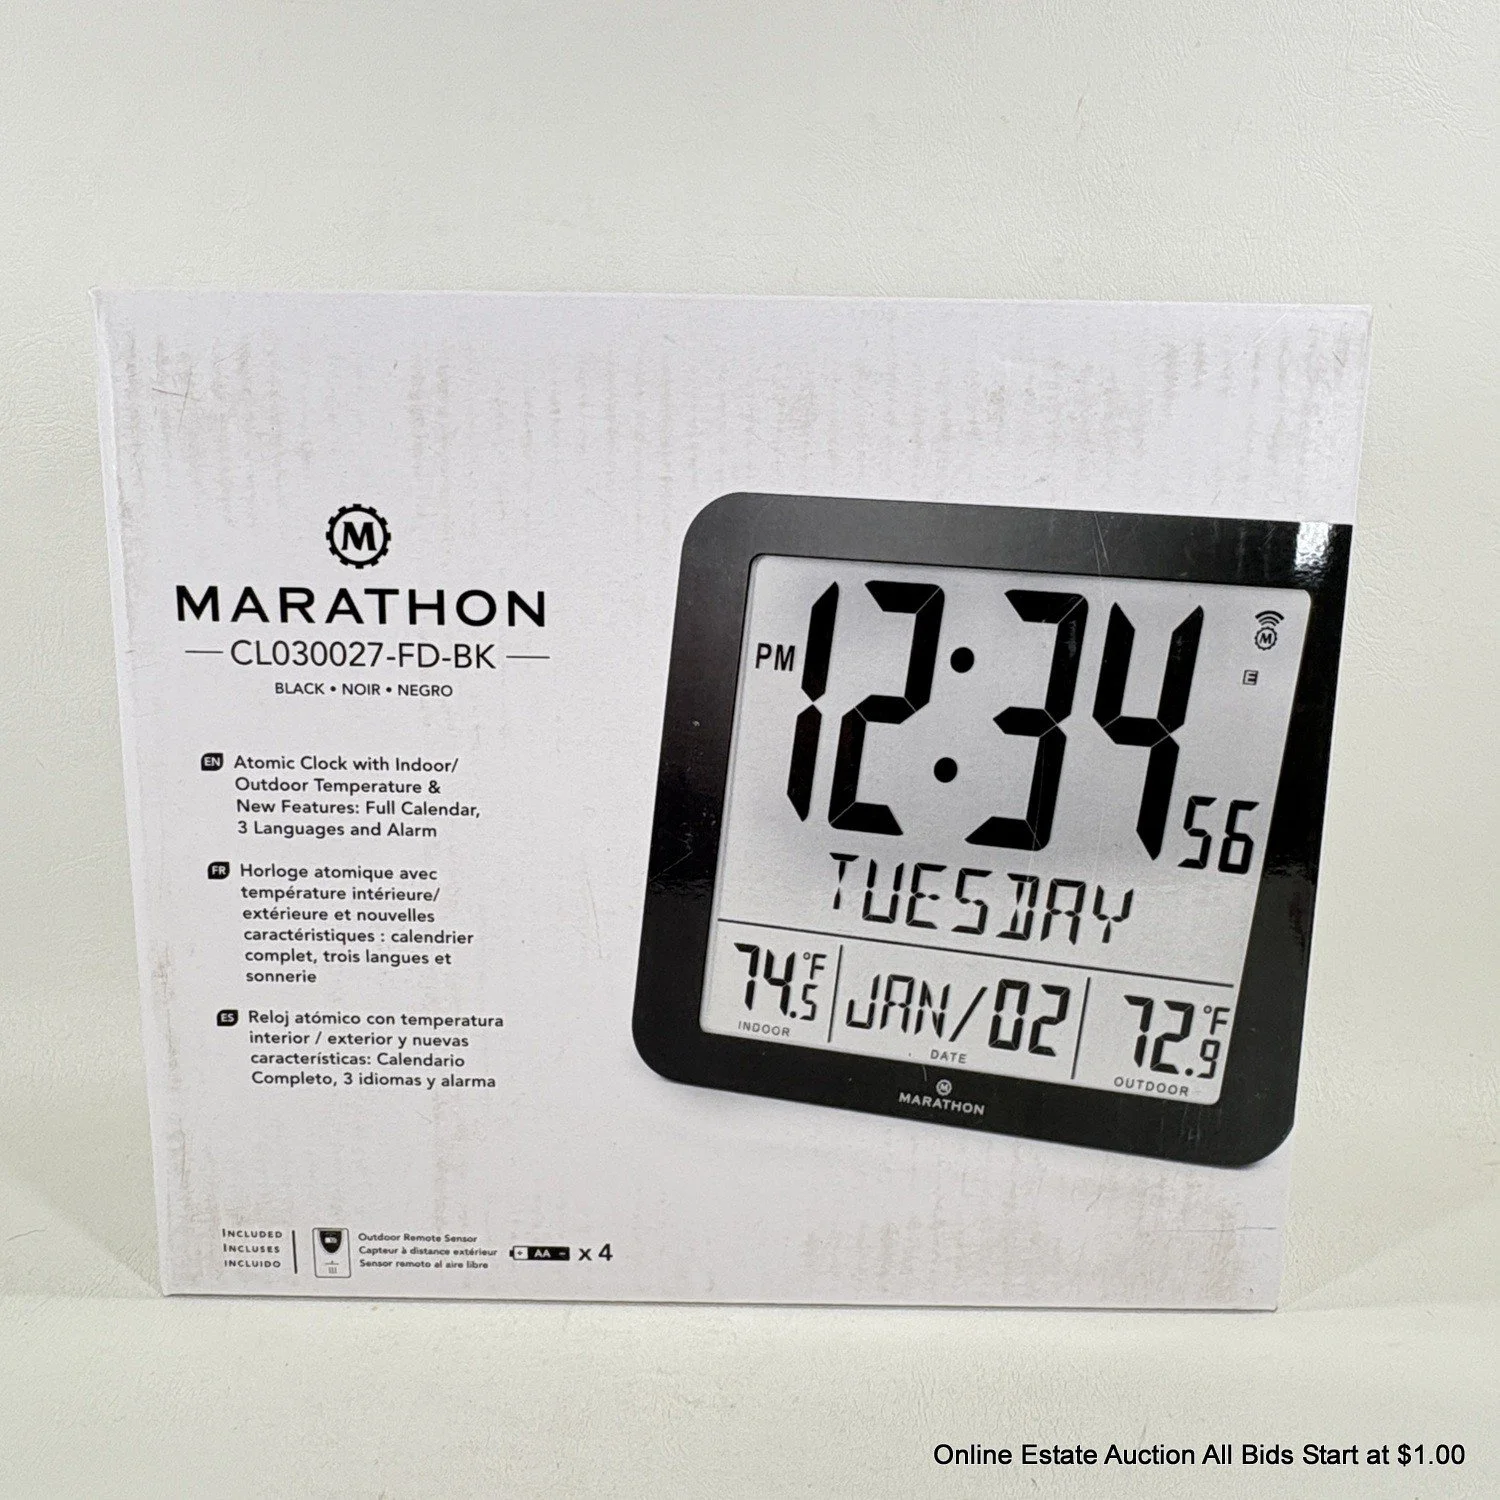 M
MARATHON
CL030027-FD-BK
BLACK • NOIR • NEGRO
EN Atomic Clock with Indoor/
Outdoor Temperature &
New Features: Full Calendar,
3 Languages and Alarm
FR Horloge atomique avec
température intérieure/
extérieure et nouvelles
caractéristiques : calendrier
complet, trois langues et
sonnerie
ES Reloj atómico con temperatura
interior / exterior y nuevas
características: Calendario
Completo, 3 idiomas y alarma
INCLUDED
INCLUSES
INCLUIDO
Outdoor Remote Sensor
Capteur à distance extérieur
Sensor remoto al aire libre
+ AA - x 4
PM 12:34 56
M
E
TUESDAY
74.5 °F
INDOOR
JAN/02
DATE
72.9 °F
OUTDOOR
M
MARATHON
Online Estate Auction All Bids Start at $1.00